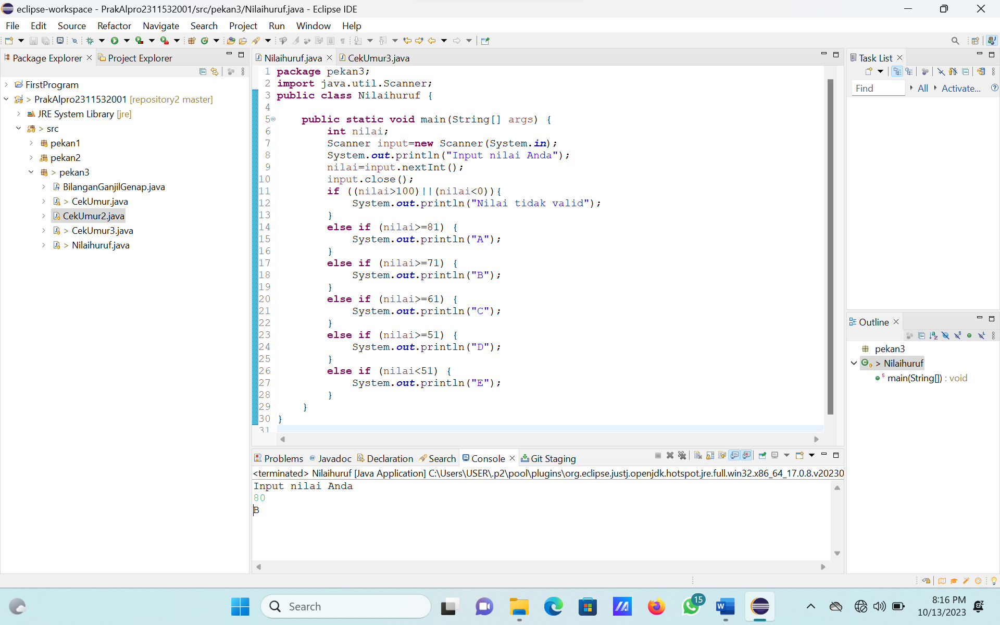 eclipse-workspace - PrakAlpro2311532001/src/pekan3/Nilaihuruf.java - Eclipse IDE
File Edit Source Refactor Navigate Search Project Run Window Help
Package Explorer Project Explorer
FirstProgram
> PrakAlpro2311532001 [repository2 master]
JRE System Library [jre]
> src
pekan1
pekan2
> pekan3
BilanganGanjilGenap.java
> CekUmur.java
CekUmur2.java
> CekUmur3.java
> Nilaihuruf.java
Nilaihuruf.java CekUmur3.java
1 package pekan3;
2 import java.util.Scanner;
3 public class Nilaihuruf {
4
5 public static void main(String[] args) {
6 int nilai;
7 Scanner input=new Scanner(System.in);
8 System.out.println("Input nilai Anda");
9 nilai=input.nextInt();
10 input.close();
11 if ((nilai>100)||(nilai<0)){
12 System.out.println("Nilai tidak valid");
13 }
14 else if (nilai>=81) {
15 System.out.println("A");
16 }
17 else if (nilai>=71) {
18 System.out.println("B");
19 }
20 else if (nilai>=61) {
21 System.out.println("C");
22 }
23 else if (nilai>=51) {
24 System.out.println("D");
25 }
26 else if (nilai<51) {
27 System.out.println("E");
28 }
29 }
30 }
31
Problems Javadoc Declaration Search Console Git Staging
<terminated> Nilaihuruf [Java Application] C:\Users\USER\.p2\pool\plugins\org.eclipse.justj.openjdk.hotspot.jre.full.win32.x86_64_17.0.8.v20230
Input nilai Anda
80
B
Task List
Find All Activate...
Outline
pekan3
> Nilaihuruf
main(String[]) : void
Search
15
8:16 PM
10/13/2023